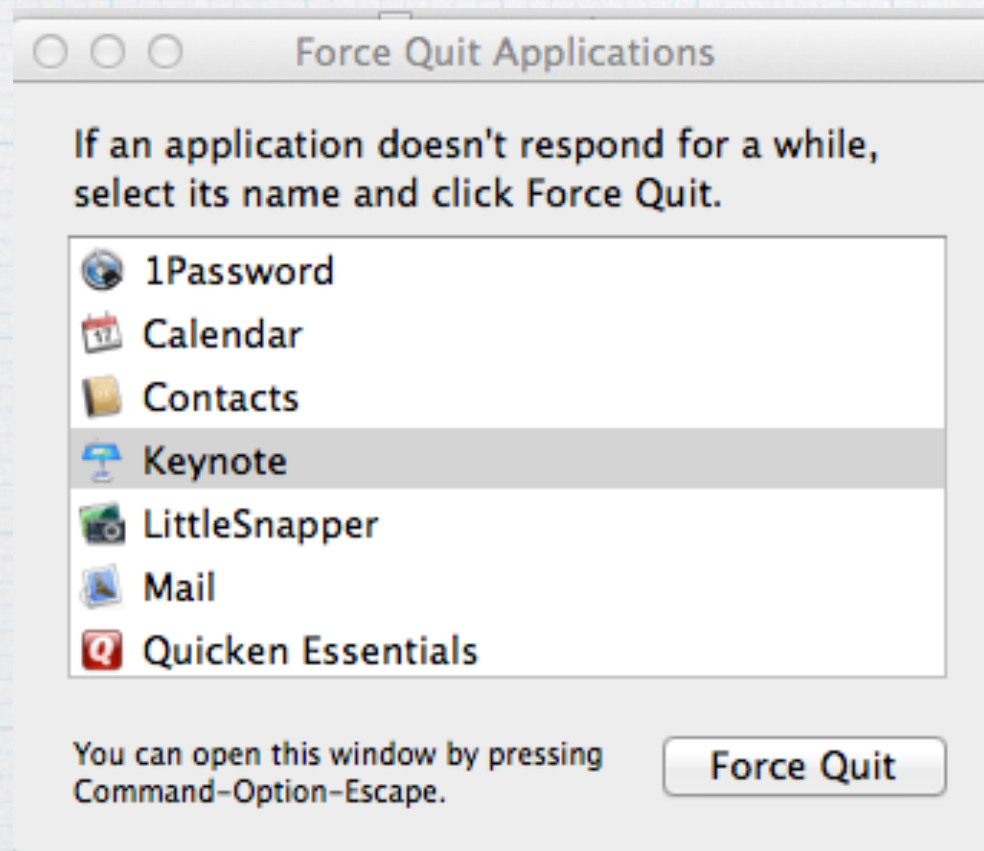 Force Quit Applications
If an application doesn't respond for a while,
select its name and click Force Quit.
1Password
17
Calendar
Contacts
Keynote
LittleSnapper
Mail
Q
Quicken Essentials
You can open this window by pressing
Command-Option-Escape.
Force Quit